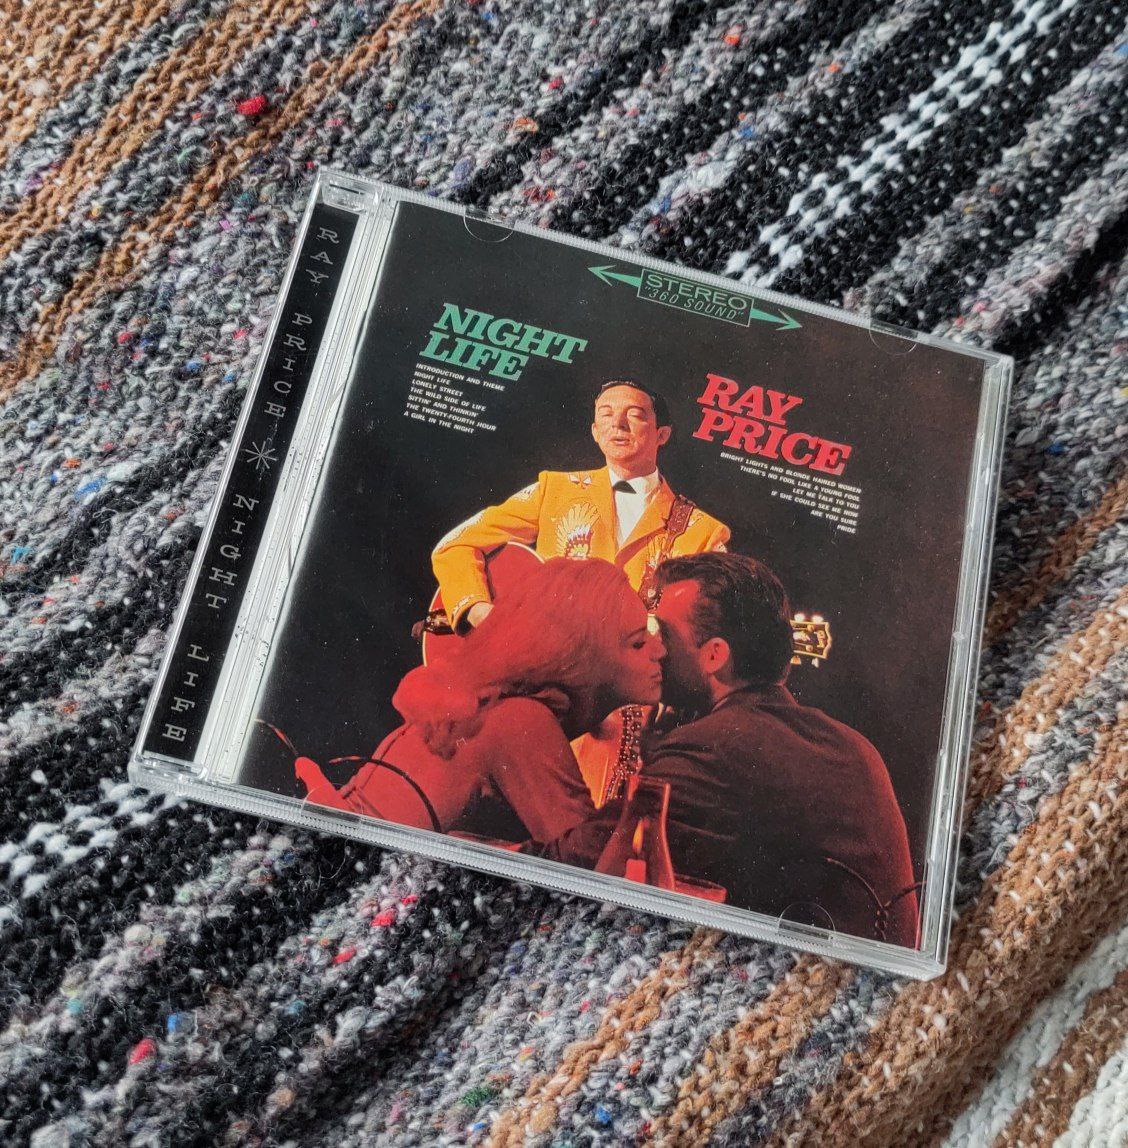 RAY PRICE NIGHT LIFE
STEREO
"360 SOUND"
NIGHT
LIFE
INTRODUCTION AND THEME
NIGHT LIFE
LONELY STREET
THE WILD SIDE OF LIFE
SITTIN' AND THINKIN'
THE TWENTY-FOURTH HOUR
A GIRL IN THE NIGHT
RAY
PRICE
BRIGHT LIGHTS AND BLONDE HAIRED WOMEN
THERE'S NO FOOL LIKE A YOUNG FOOL
LET ME TALK TO YOU
IF SHE COULD SEE ME NOW
ARE YOU SURE
PRIDE